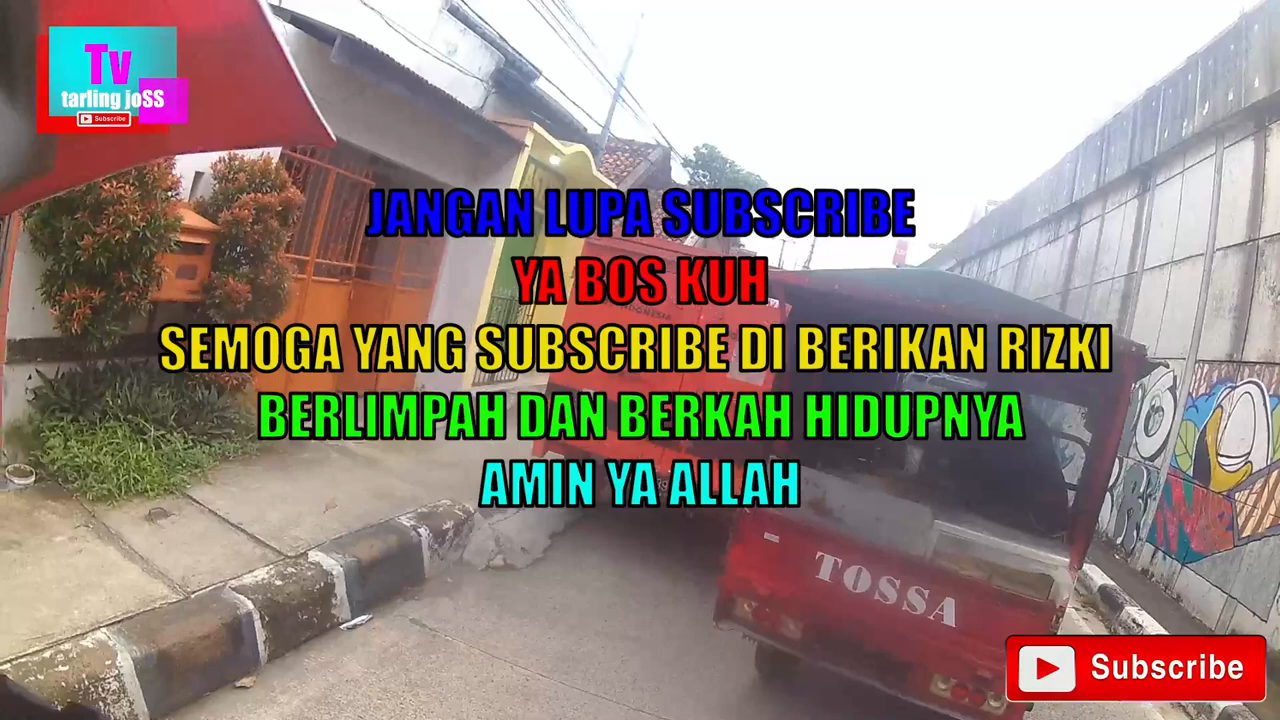 Tv
tarling joSS
Subscribe
JANGAN LUPA SUBSCRIBE
YA BOS KUH
SEMOGA YANG SUBSCRIBE DI BERIKAN RIZKI
BERLIMPAH DAN BERKAH HIDUPNYA
AMIN YA ALLAH
TOSSA
Subscribe